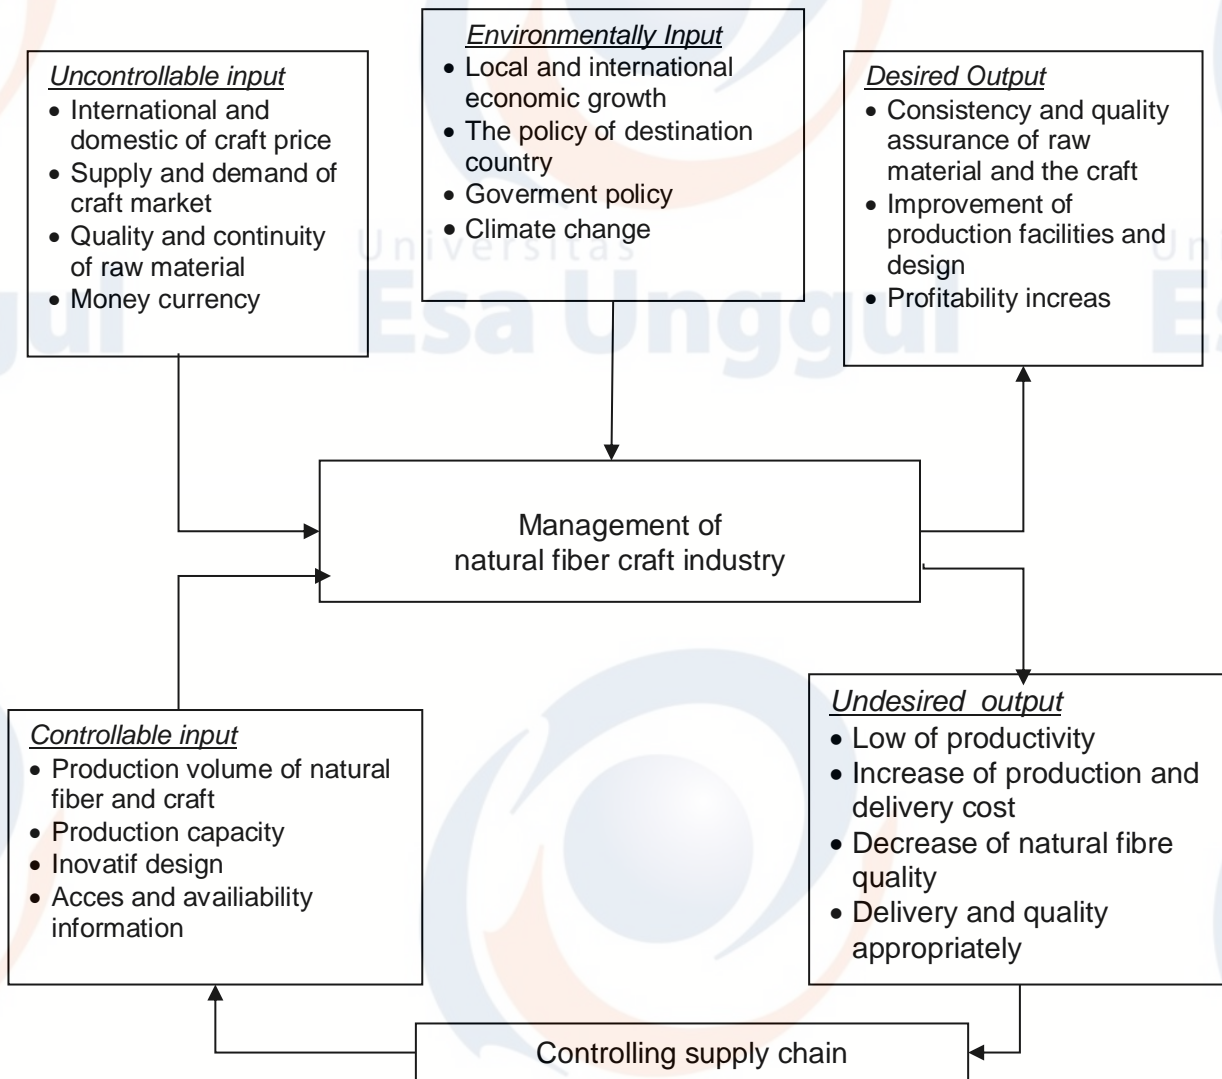 Uncontrollable input
• International and
domestic of craft price
• Supply and demand of
craft market
• Quality and continuity
of raw material
• Money currency
Environmentally Input
• Local and international
economic growth
• The policy of destination
country
• Goverment policy
• Climate change
Desired Output
• Consistency and quality
assurance of raw
material and the craft
• Improvement of
production facilities and
design
• Profitability increas
Universitas
Esa Unggul
ggul
Uni
Es
Management of
natural fiber craft industry
Controllable input
• Production volume of natural
fiber and craft
• Production capacity
• Inovatif design
• Acces and availiability
information
Undesired output
• Low of productivity
• Increase of production and
delivery cost
• Decrease of natural fibre
quality
• Delivery and quality
appropriately
Controlling supply chain